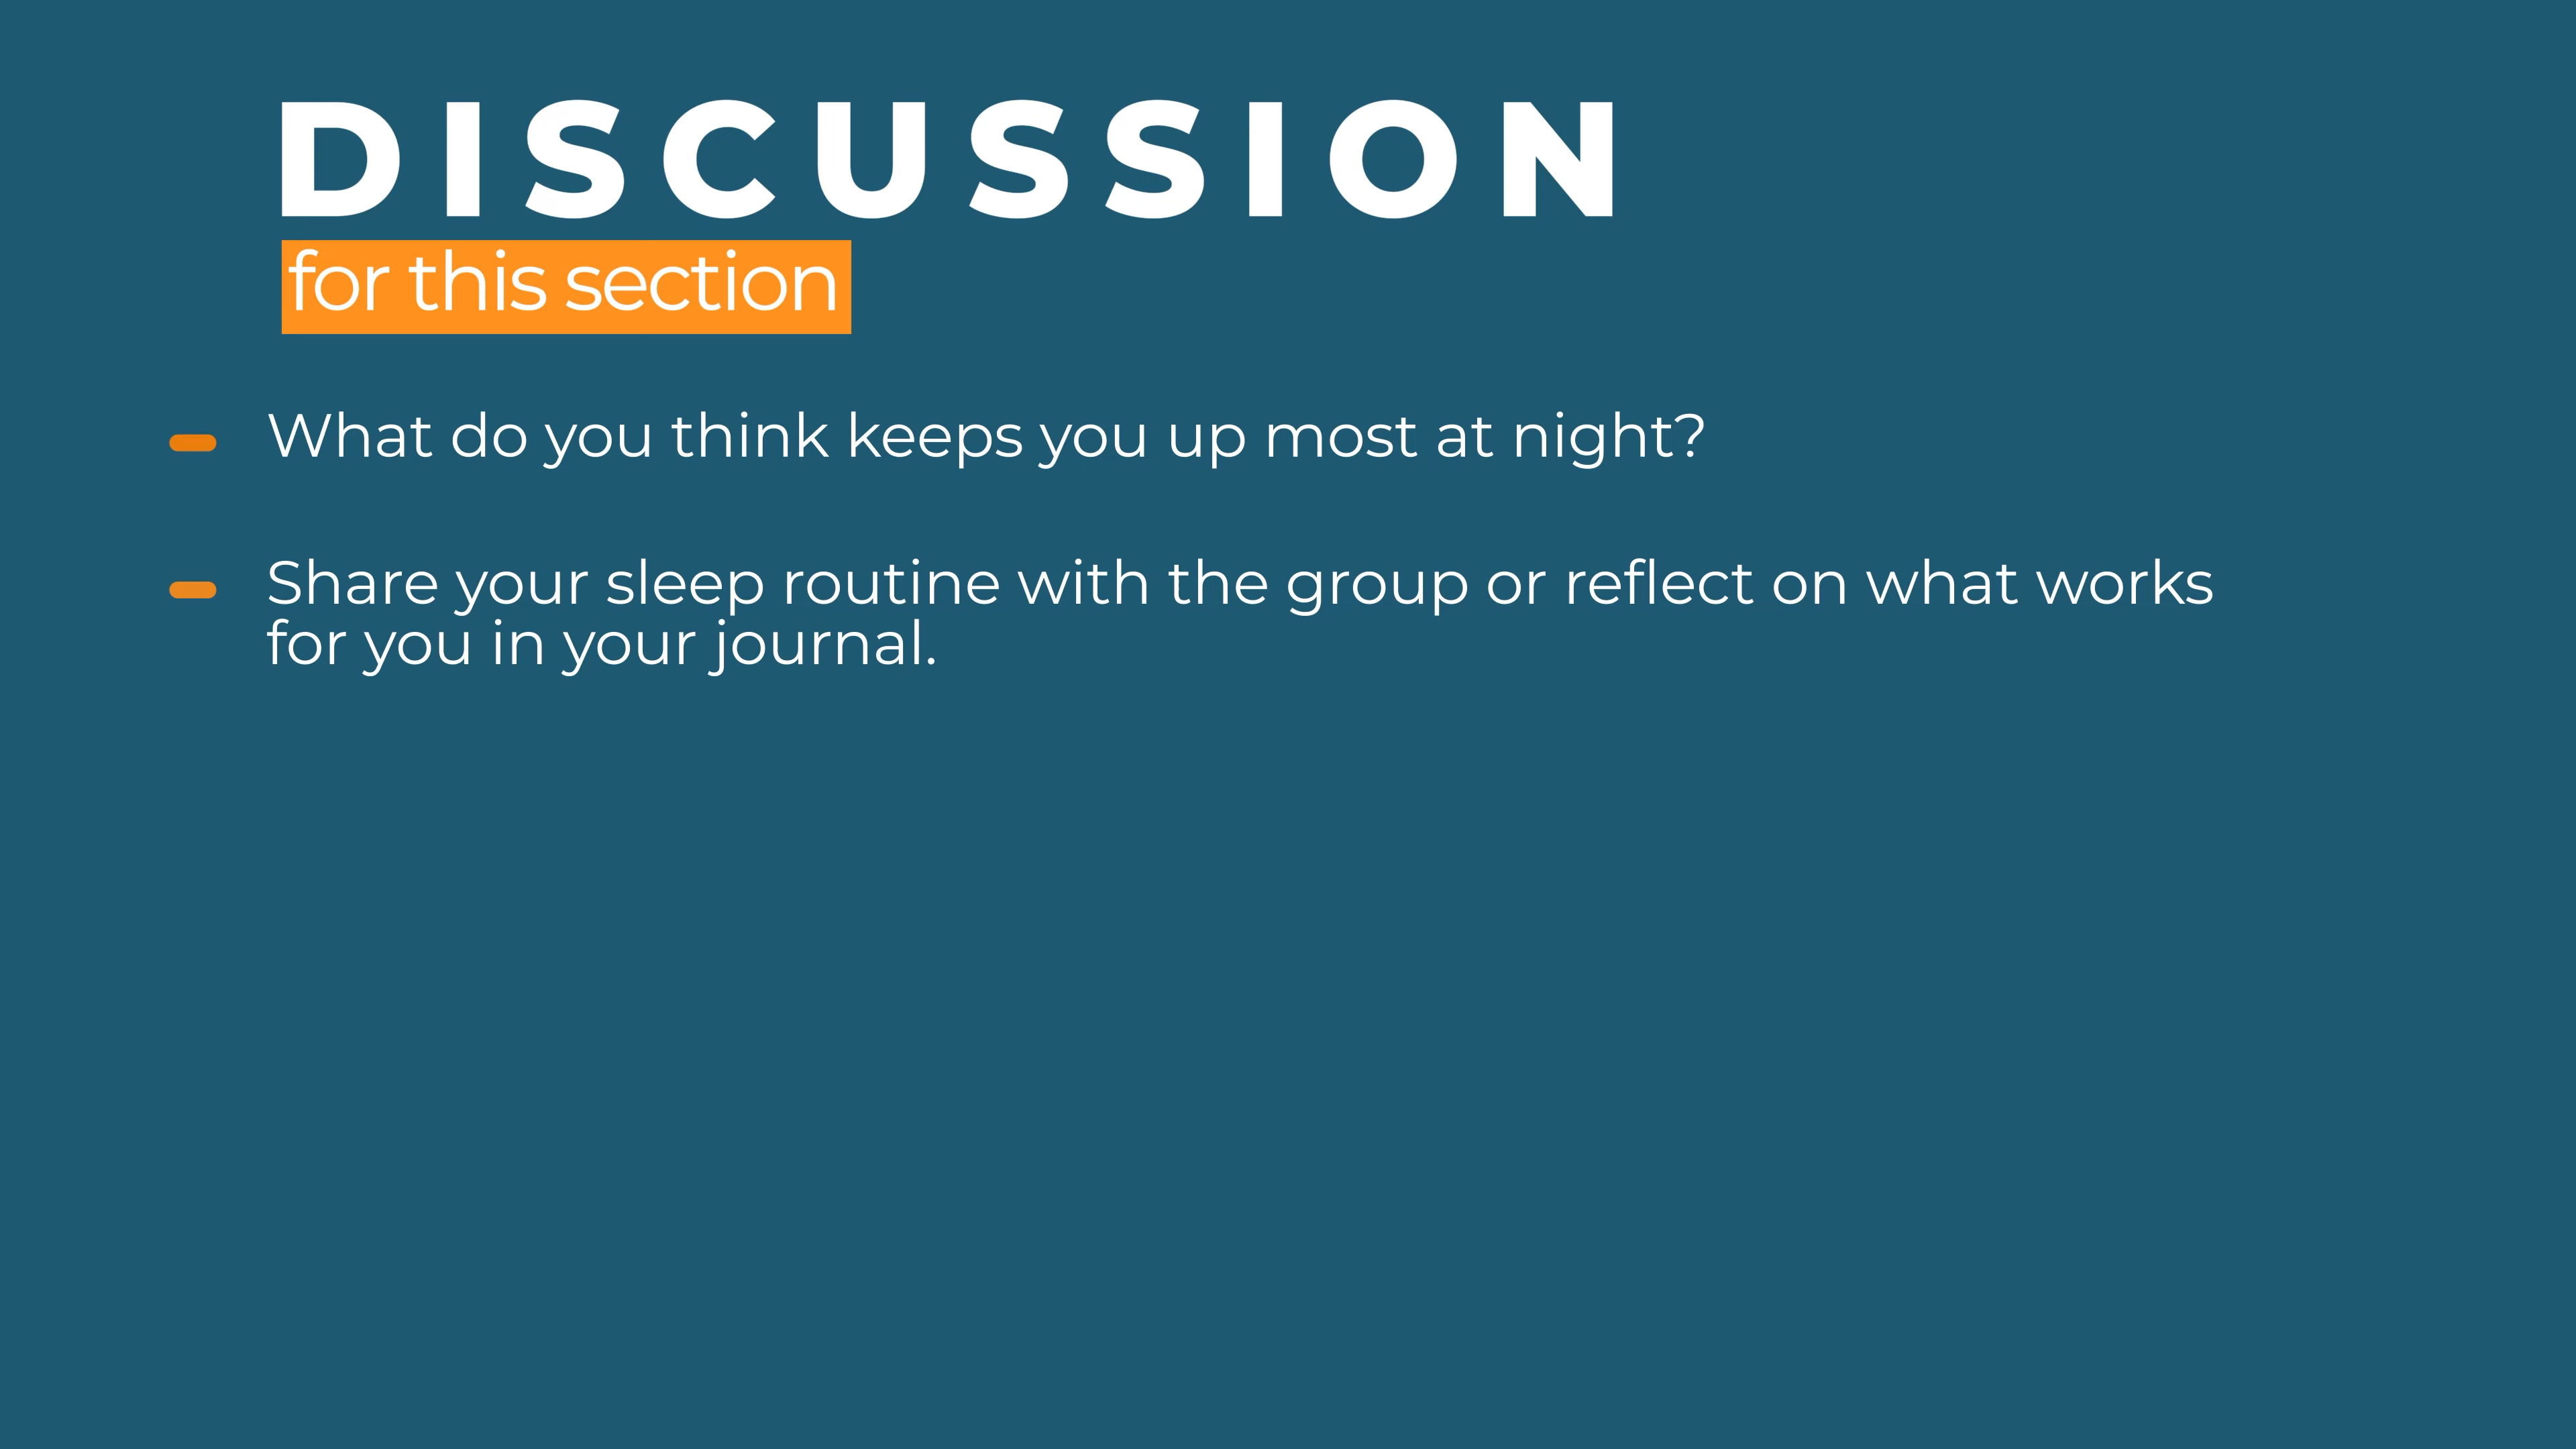 DISCUSSION
for this section
What do you think keeps you up most at night?
Share your sleep routine with the group or reflect on what works
for you in your journal.